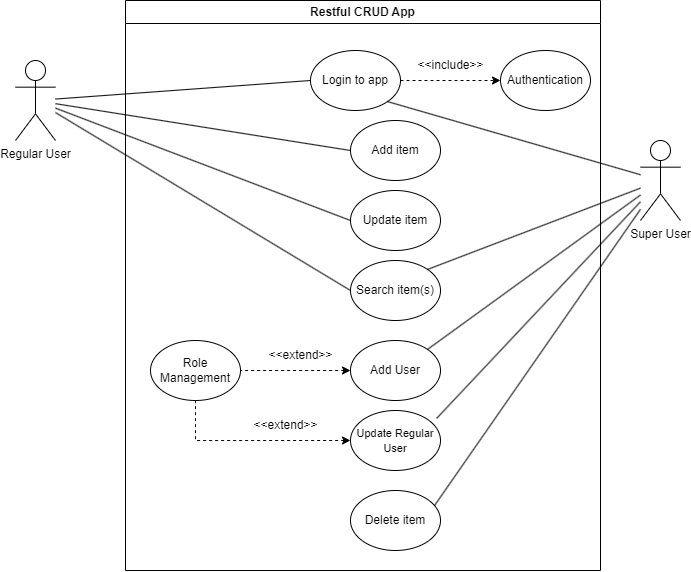 Restful CRUD App
Login to app
<<include>>
Authentication
Regular User
Add item
Super User
Update item
Search item(s)
Role
Management
<<extend>>
Add User
<<extend>>
Update Regular
User
Delete item